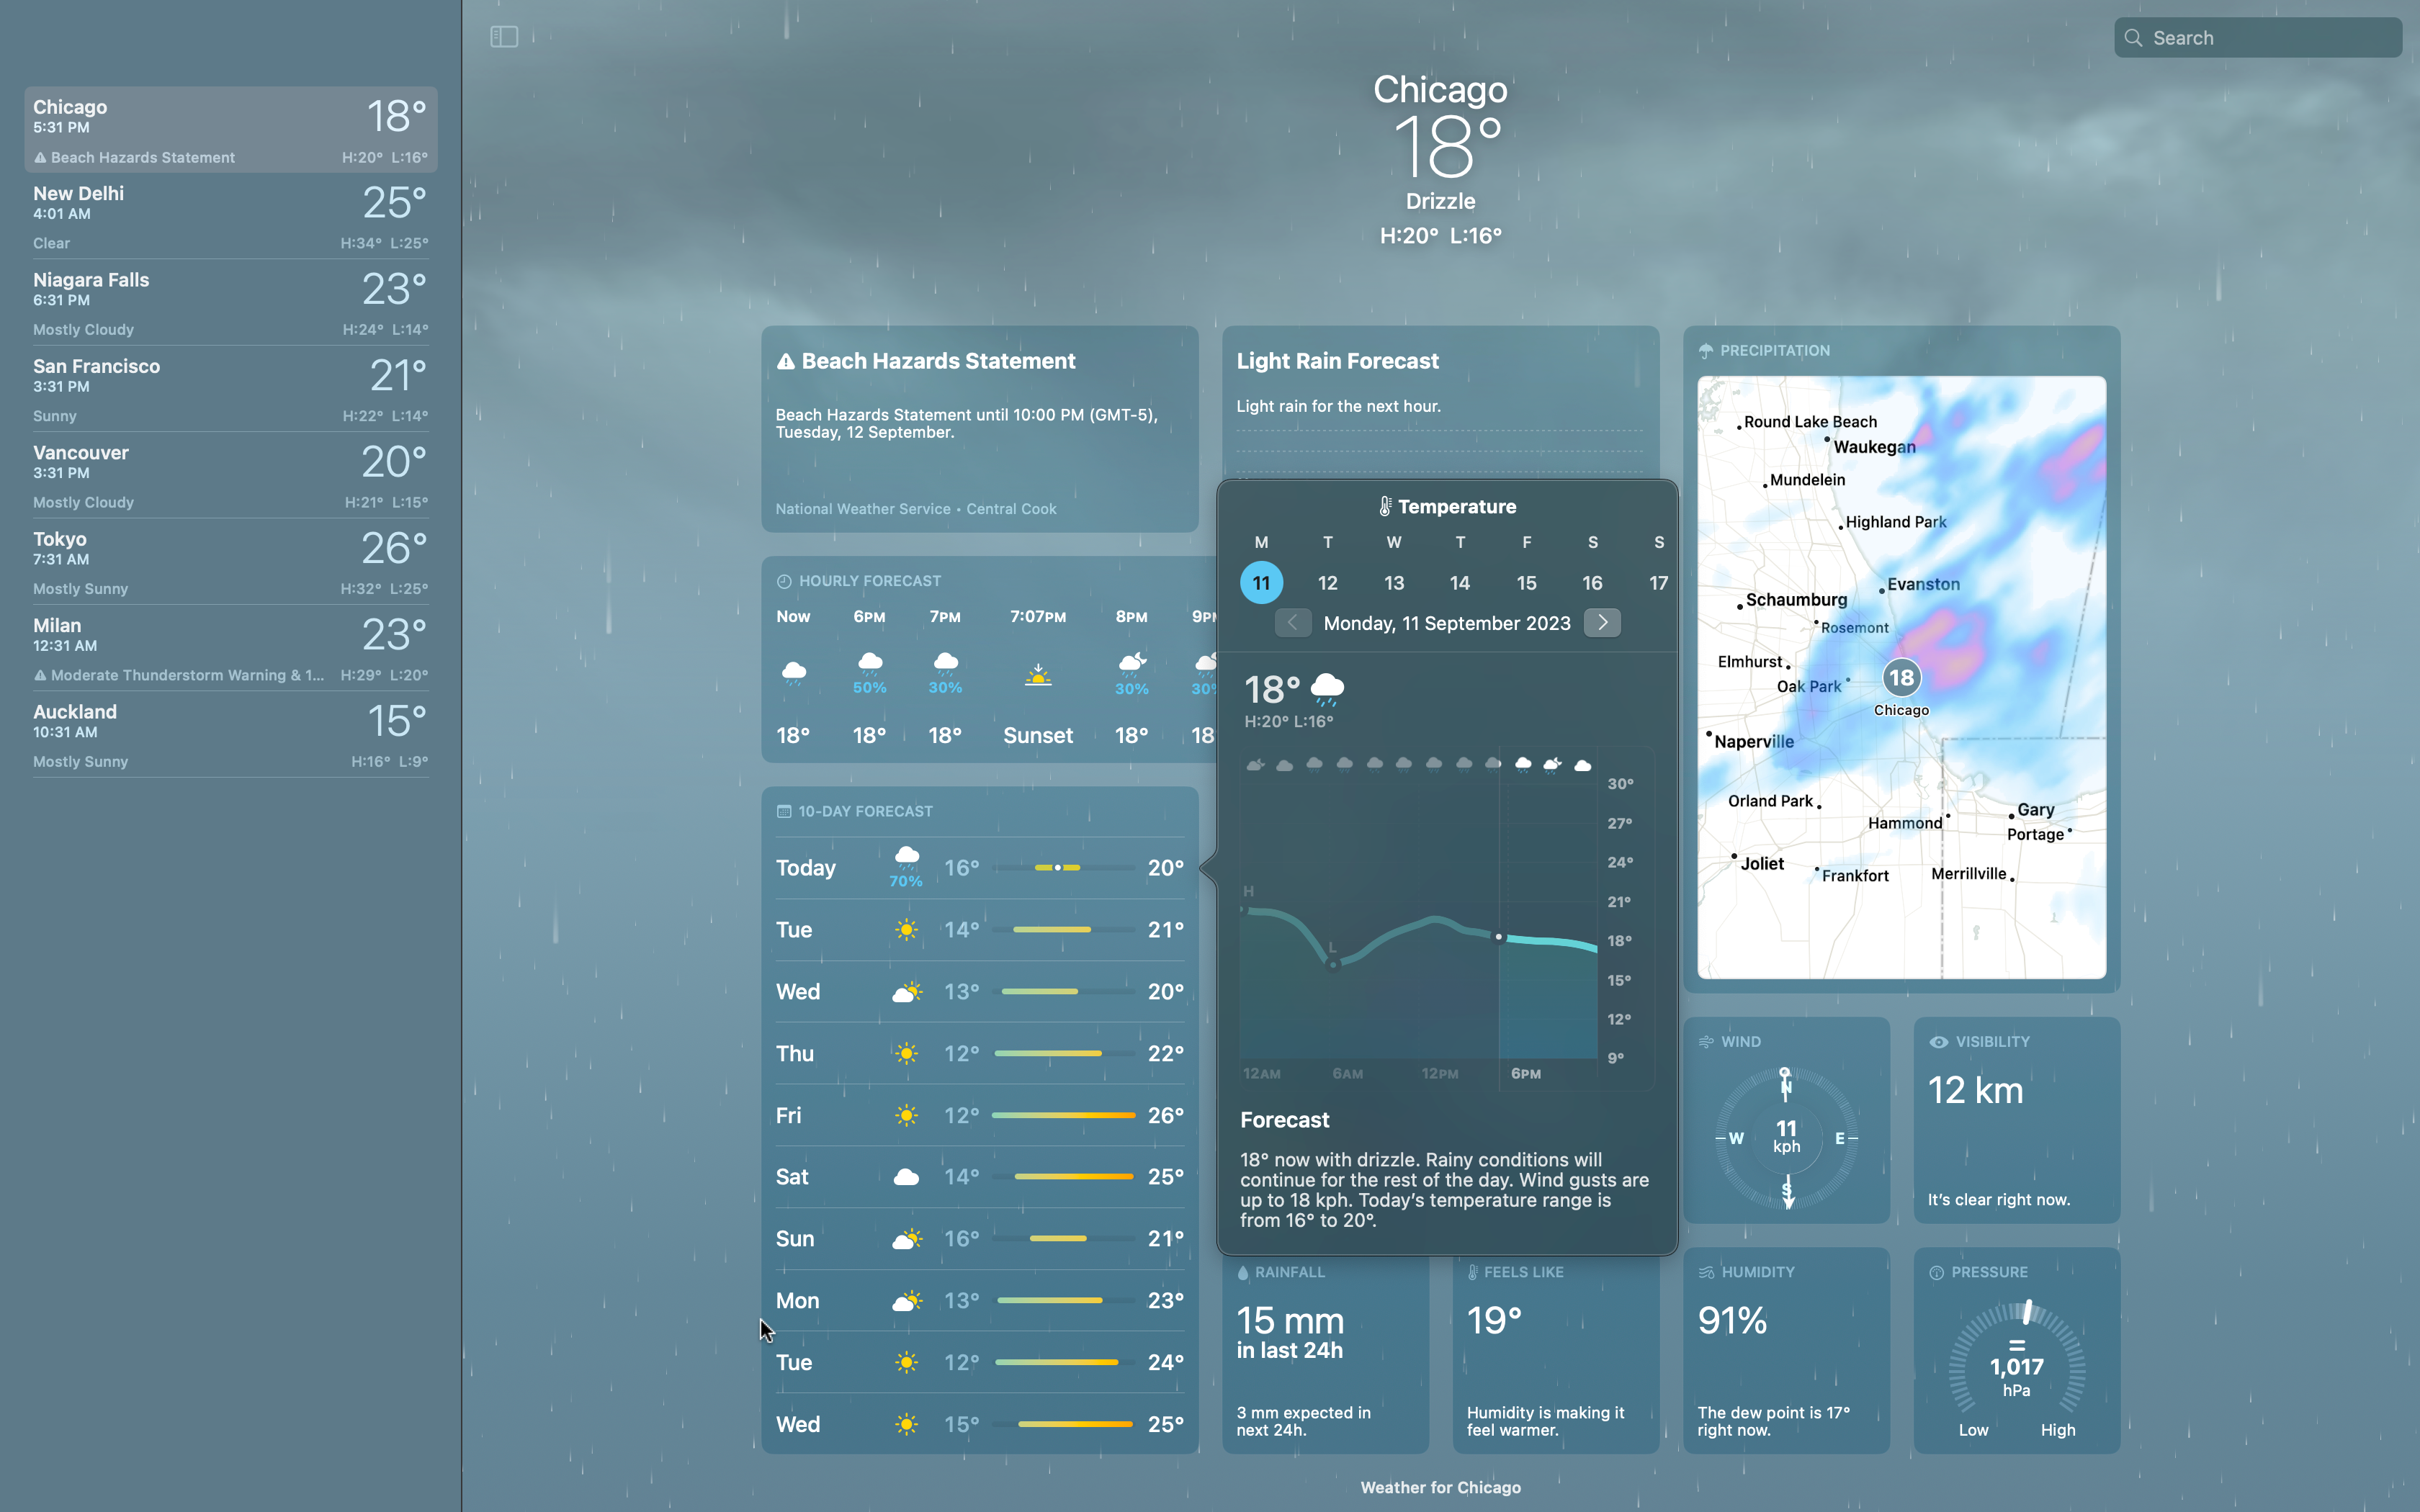 Search
Chicago
5:31 PM
18°
Beach Hazards Statement
H:20° L:16°
New Delhi
4:01 AM
25°
Clear
H:34° L:25°
Niagara Falls
6:31 PM
23°
Mostly Cloudy
H:24° L:14°
San Francisco
3:31 PM
21°
Sunny
H:22° L:14°
Vancouver
3:31 PM
20°
Mostly Cloudy
H:21° L:15°
Tokyo
7:31 AM
26°
Mostly Sunny
H:32° L:25°
Milan
12:31 AM
23°
Moderate Thunderstorm Warning & 1...
H:29° L:20°
Auckland
10:31 AM
15°
Mostly Sunny
H:16° L:9°
Chicago
18°
Drizzle
H:20° L:16°
Beach Hazards Statement
Beach Hazards Statement until 10:00 PM (GMT-5),
Tuesday, 12 September.
National Weather Service • Central Cook
Light Rain Forecast
Light rain for the next hour.
HOURLY FORECAST
Now 6PM 7PM 7:07PM 8PM 9PM
50% 30% 30% 30%
18° 18° 18° Sunset 18° 18
10-DAY FORECAST
Today 70% 16° 20°
Tue 14° 21°
Wed 13° 20°
Thu 12° 22°
Fri 12° 26°
Sat 14° 25°
Sun 16° 21°
Mon 13° 23°
Tue 12° 24°
Wed 15° 25°
Temperature
M T W T F S S
11 12 13 14 15 16 17
Monday, 11 September 2023
18°
H:20° L:16°
30°
27°
24°
21°
18°
15°
12°
9°
H
L
12AM 6AM 12PM 6PM
Forecast
18° now with drizzle. Rainy conditions will
continue for the rest of the day. Wind gusts are
up to 18 kph. Today's temperature range is
from 16° to 20°.
PRECIPITATION
Round Lake Beach
Waukegan
Mundelein
Highland Park
Evanston
Schaumburg
Rosemont
Elmhurst
Oak Park
18
Chicago
Naperville
Orland Park
Gary
Hammond
Portage
Joliet
Frankfort
Merrillville
WIND
N
W
11
kph
E
S
VISIBILITY
12 km
It's clear right now.
RAINFALL
15 mm
in last 24h
3 mm expected in
next 24h.
FEELS LIKE
19°
Humidity is making it
feel warmer.
HUMIDITY
91%
The dew point is 17°
right now.
PRESSURE
=
1,017
hPa
Low High
Weather for Chicago